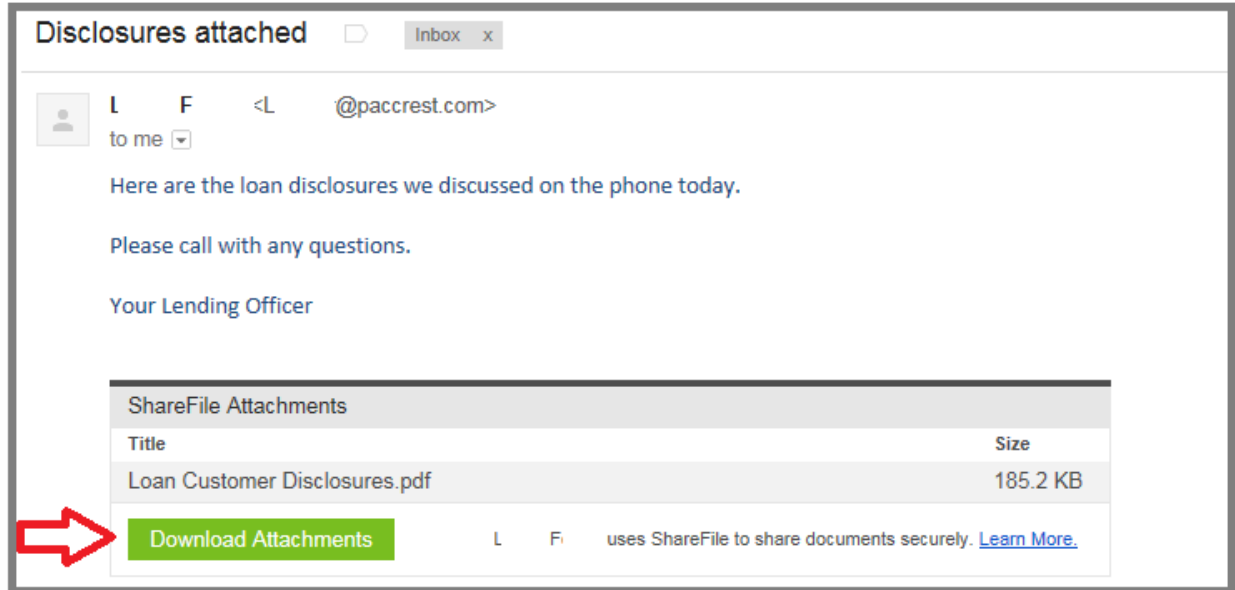 Disclosures attached Inbox x
L F <L @paccrest.com>
to me
Here are the loan disclosures we discussed on the phone today.
Please call with any questions.
Your Lending Officer
ShareFile Attachments
Title Size
Loan Customer Disclosures.pdf 185.2 KB
Download Attachments L F uses ShareFile to share documents securely. Learn More.